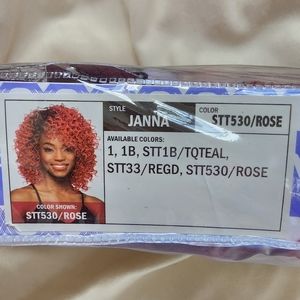 STYLE
JANNA
COLOR
STT530/ROSE
AVAILABLE COLORS:
1, 1B, STT1B/TQTEAL,
STT33/REGD, STT530/ROSE
COLOR SHOWN:
STT530/ROSE